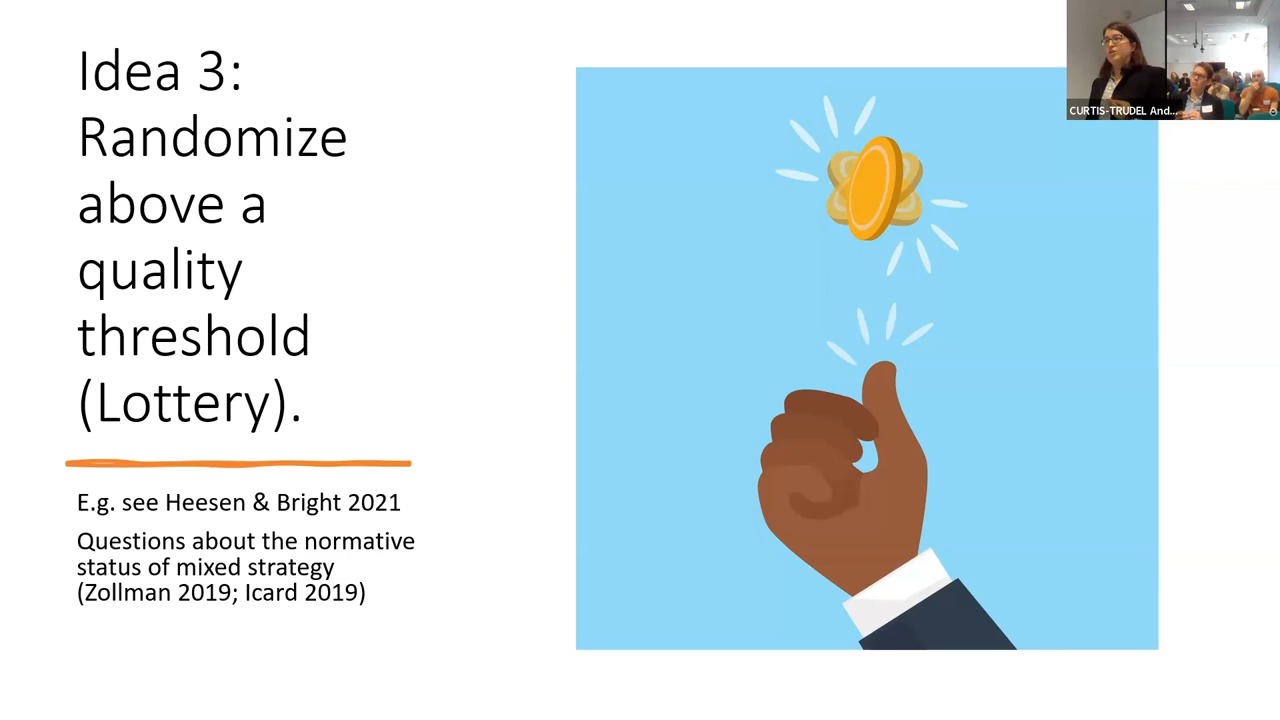 Idea 3:
Randomize
above a
quality
threshold
(Lottery).
E.g. see Heesen & Bright 2021
Questions about the normative
status of mixed strategy
(Zollman 2019; Icard 2019)
CURTIS-TRUDEL And...